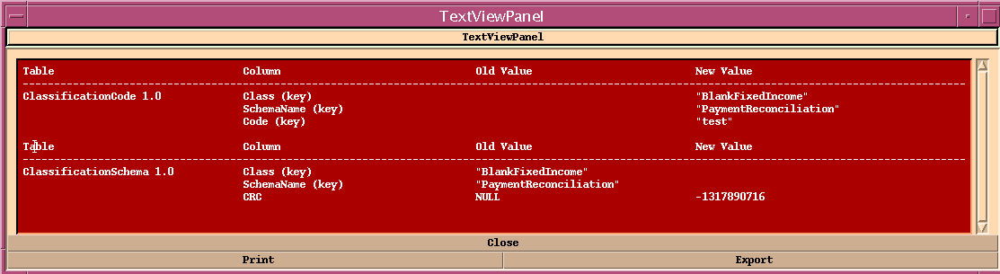 TextViewPanel
TextViewPanel
Table Column Old Value New Value
--------------------------------------------------------------------------------
ClassificationCode 1.0 Class (key) "BlankFixedIncome"
SchemaName (key) "PaymentReconciliation"
Code (key) "test"
Table Column Old Value New Value
--------------------------------------------------------------------------------
ClassificationSchema 1.0 Class (key) "BlankFixedIncome"
SchemaName (key) "PaymentReconciliation"
CRC NULL -1317890716
Close
Print Export